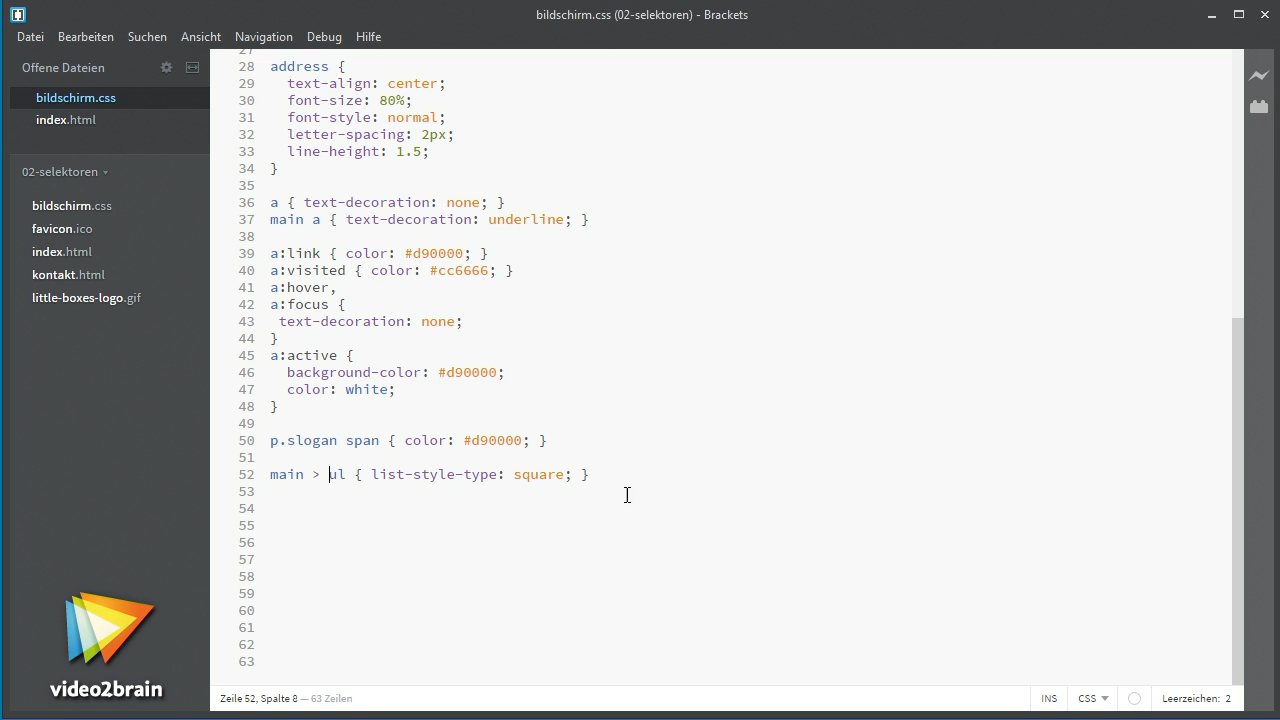 bildschirm.css (02-selektoren) - Brackets
Datei Bearbeiten Suchen Ansicht Navigation Debug Hilfe
Offene Dateien
bildschirm.css
index.html
02-selektoren
bildschirm.css
favicon.ico
index.html
kontakt.html
little-boxes-logo.gif
video2brain
27
28 address {
29   text-align: center;
30   font-size: 80%;
31   font-style: normal;
32   letter-spacing: 2px;
33   line-height: 1.5;
34 }
35
36 a { text-decoration: none; }
37 main a { text-decoration: underline; }
38
39 a:link { color: #d90000; }
40 a:visited { color: #cc6666; }
41 a:hover,
42 a:focus {
43  text-decoration: none;
44 }
45 a:active {
46   background-color: #d90000;
47   color: white;
48 }
49
50 p.slogan span { color: #d90000; }
51
52 main > ul { list-style-type: square; }
53
54
55
56
57
58
59
60
61
62
63
Zeile 52, Spalte 8 — 63 Zeilen
INS CSS Leerzeichen: 2